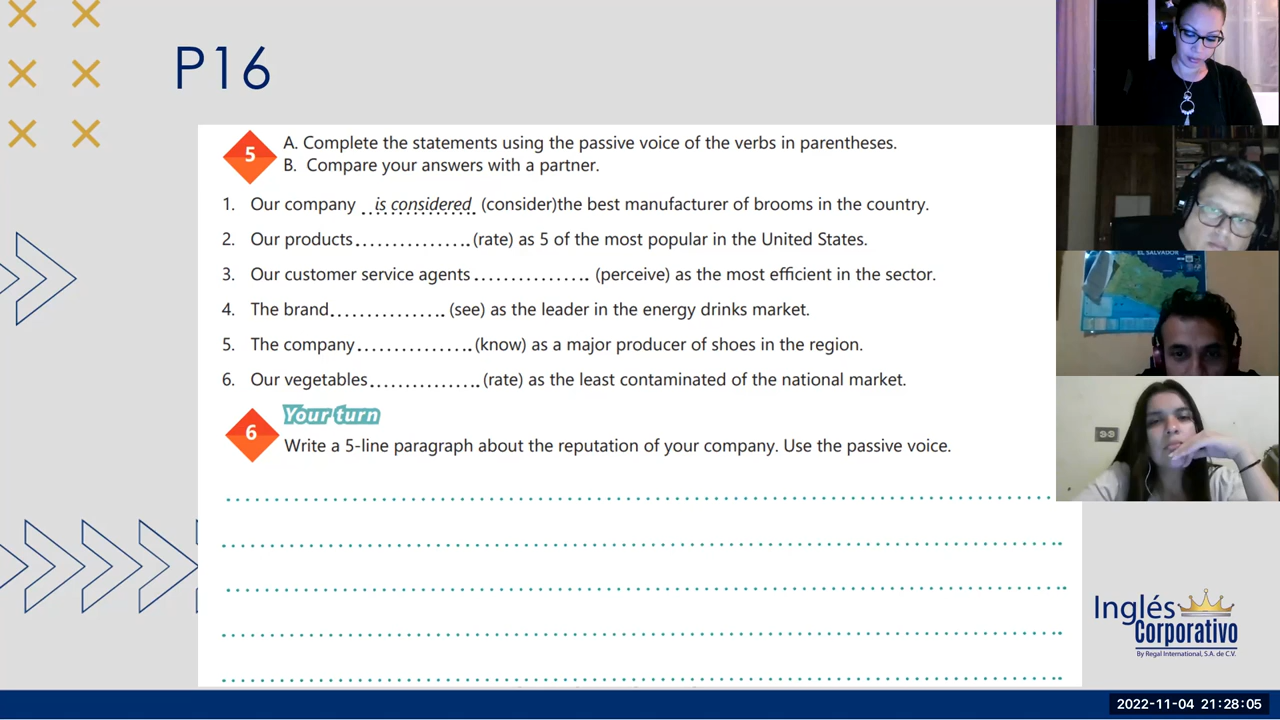 P16
5
A. Complete the statements using the passive voice of the verbs in parentheses.
B. Compare your answers with a partner.
1. Our company ..is considered.. (consider)the best manufacturer of brooms in the country.
2. Our products................(rate) as 5 of the most popular in the United States.
3. Our customer service agents ................ (perceive) as the most efficient in the sector.
4. The brand................ (see) as the leader in the energy drinks market.
5. The company................(know) as a major producer of shoes in the region.
6. Our vegetables................(rate) as the least contaminated of the national market.
6
Your turn
Write a 5-line paragraph about the reputation of your company. Use the passive voice.
EL SALVADOR
Inglés
Corporativo
By Regal International, S.A. de C.V.
2022-11-04 21:28:05